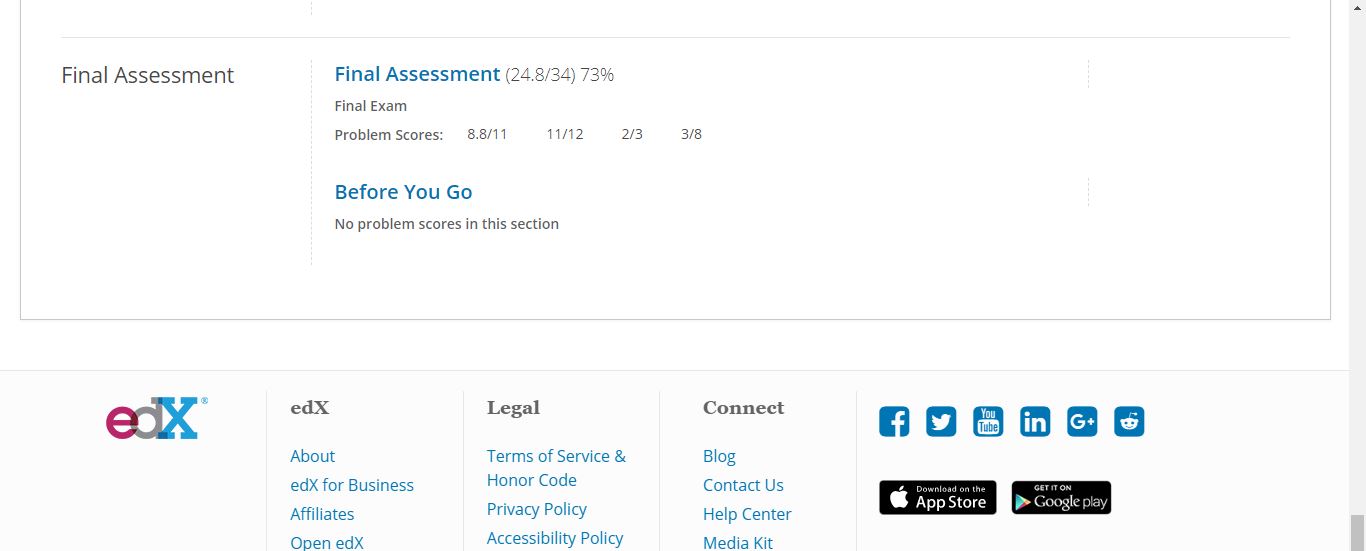 Final Assessment
Final Assessment (24.8/34) 73%
Final Exam
Problem Scores: 8.8/11 11/12 2/3 3/8
Before You Go
No problem scores in this section
edX®
edX
About
edX for Business
Affiliates
Open edX
Legal
Terms of Service &
Honor Code
Privacy Policy
Accessibility Policy
Connect
Blog
Contact Us
Help Center
Media Kit
You
Tube
in
G+
Download on the
App Store
GET IT ON
Google play